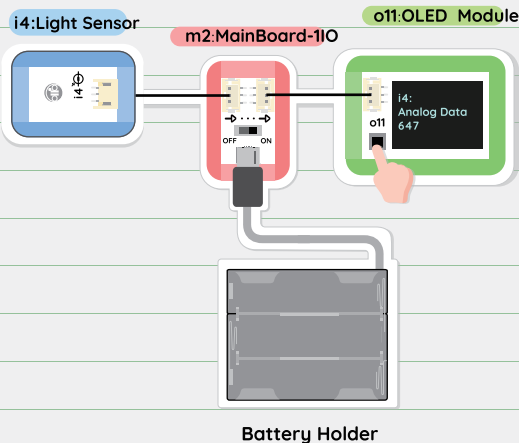 i4:Light Sensor
m2:MainBoard-1IO
o11:OLED Module
i4
OFF
ON
o11
i4:
Analog Data
647
Battery Holder